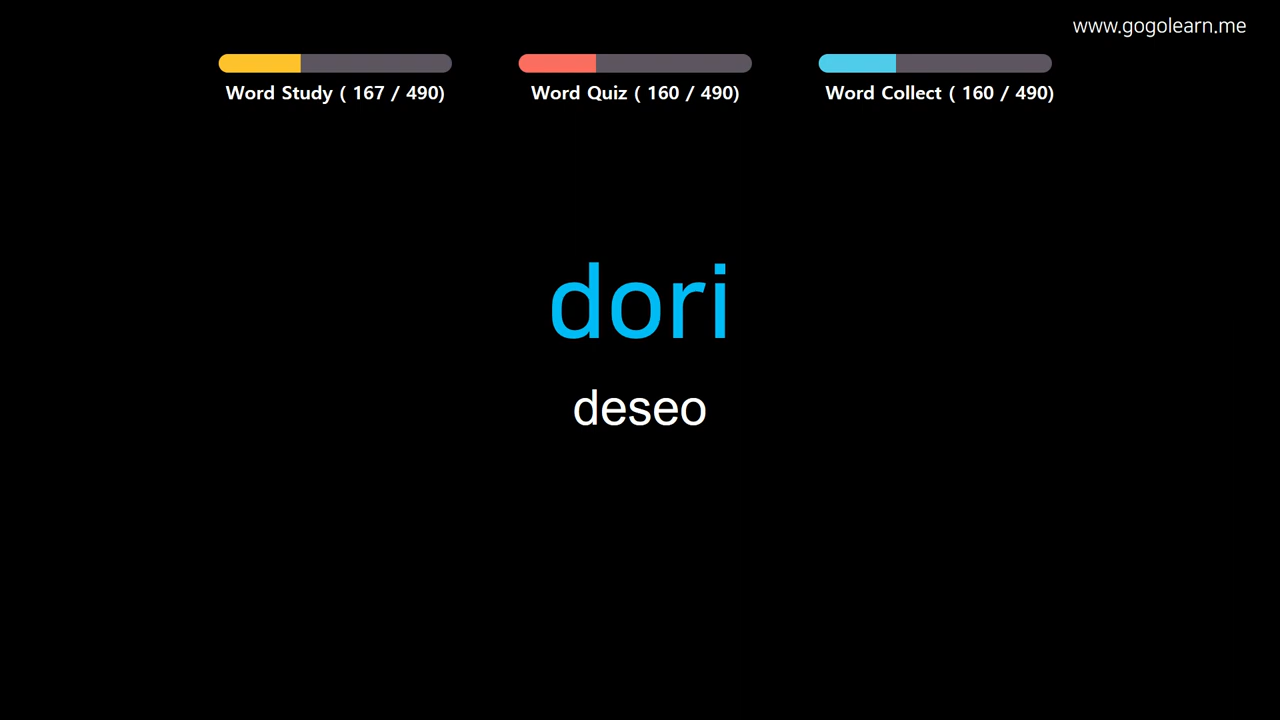 www.gogolearn.me
Word Study ( 167 / 490)
Word Quiz ( 160 / 490)
Word Collect ( 160 / 490)
dori
deseo